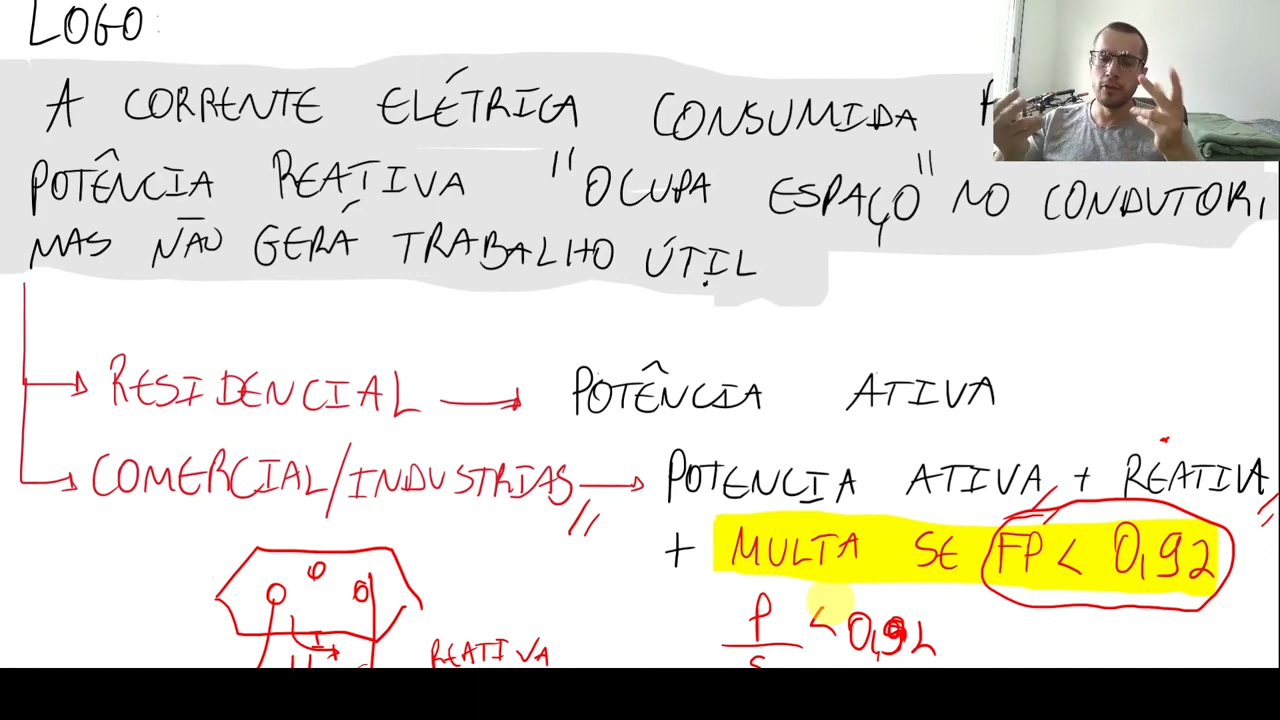 LOGO:
A CORRENTE ELÉTRICA CONSUMIDA
POTÊNCIA REATIVA "OCUPA ESPAÇO" NO CONDUTOR,
MAS NÃO GERA TRABALHO ÚTIL
RESIDENCIAL → POTÊNCIA ATIVA
COMERCIAL/INDUSTRIAS → POTENCIA ATIVA + REATIVA
+ MULTA SE FP < 0,92
P < 0,92
REATIVA